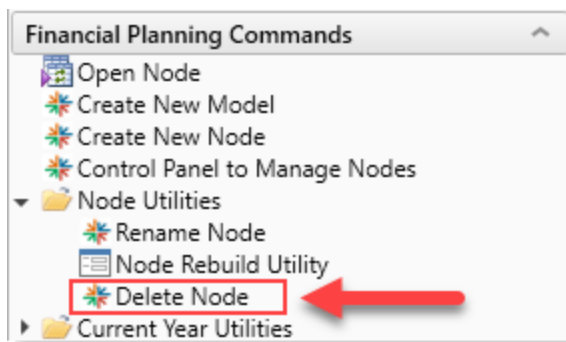 Financial Planning Commands
Open Node
Create New Model
Create New Node
Control Panel to Manage Nodes
Node Utilities
Rename Node
Node Rebuild Utility
Delete Node
Current Year Utilities